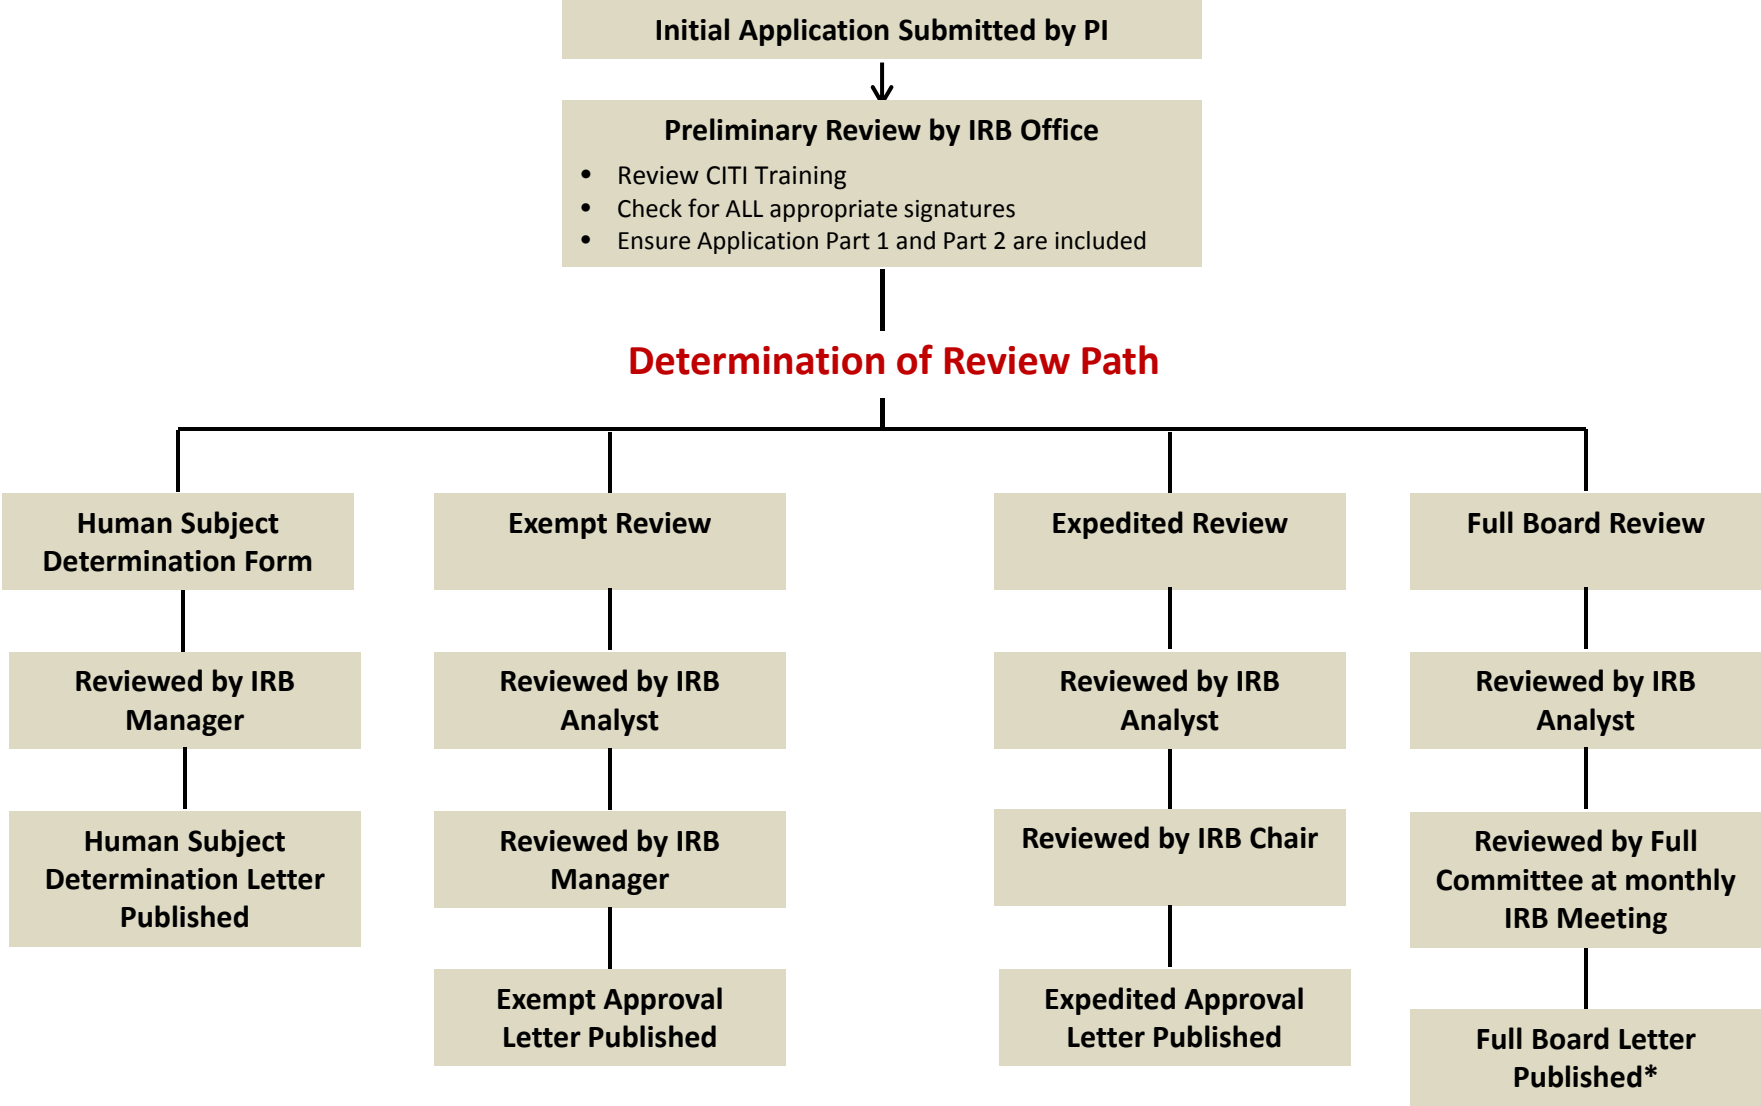 Initial Application Submitted by PI
Preliminary Review by IRB Office
• Review CITI Training
• Check for ALL appropriate signatures
• Ensure Application Part 1 and Part 2 are included
Determination of Review Path
Human Subject
Determination Form
Reviewed by IRB
Manager
Human Subject
Determination Letter
Published
Exempt Review
Reviewed by IRB
Analyst
Reviewed by IRB
Manager
Exempt Approval
Letter Published
Expedited Review
Reviewed by IRB
Analyst
Reviewed by IRB Chair
Expedited Approval
Letter Published
Full Board Review
Reviewed by IRB
Analyst
Reviewed by Full
Committee at monthly
IRB Meeting
Full Board Letter
Published*